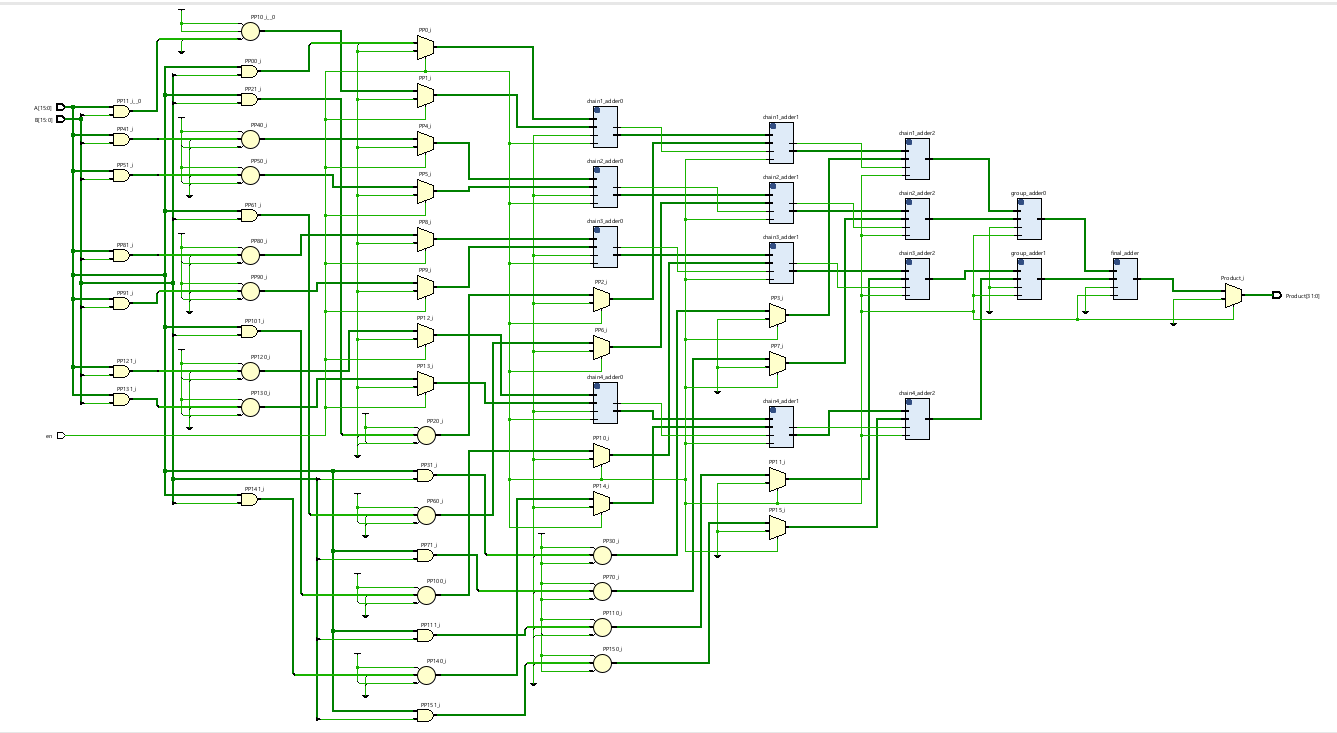 PP10_i__0
PP0_i
PP00_i
PP21_i
PP1_i
A[15:0]
PP11_i__0
B[15:0]
chain1_adder0
chain1_adder1
PP41_i
PP40_i
PP4_i
chain1_adder2
PP51_i
PP50_i
PP5_i
chain2_adder0
chain2_adder1
chain2_adder2
group_adder0
PP61_i
PP8_i
chain3_adder0
chain3_adder1
PP81_i
PP80_i
chain3_adder2
group_adder1
final_adder
PP9_i
PP91_i
PP90_i
PP2_i
Product_i
Product[31:0]
PP3_i
PP101_i
PP12_i
PP6_i
PP7_i
PP121_i
PP120_i
PP13_i
PP131_i
PP130_i
chain4_adder0
chain4_adder1
chain4_adder2
PP20_i
en
PP10_i
PP31_i
PP11_i
PP141_i
PP14_i
PP60_i
PP15_i
PP71_i
PP30_i
PP100_i
PP70_i
PP111_i
PP110_i
PP140_i
PP150_i
PP151_i